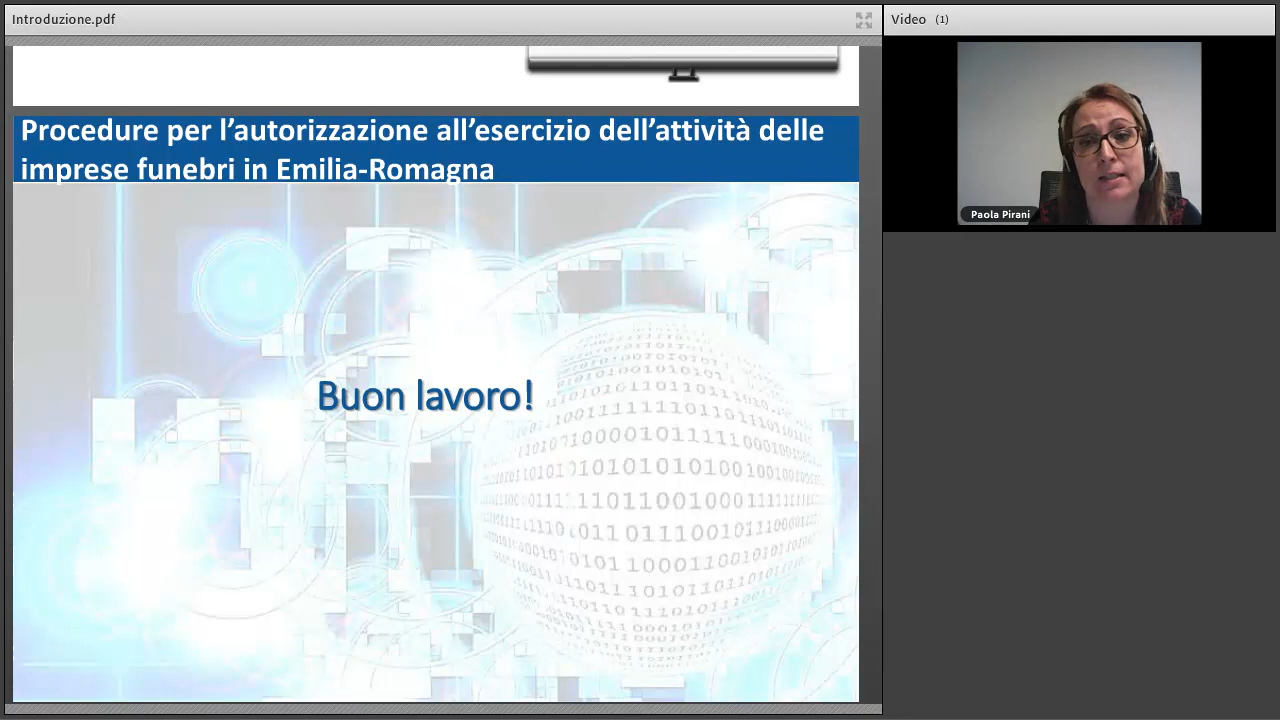 Introduzione.pdf
Video (1)
Procedure per l’autorizzazione all’esercizio dell’attività delle
imprese funebri in Emilia-Romagna
Paola Pirani
Buon lavoro!